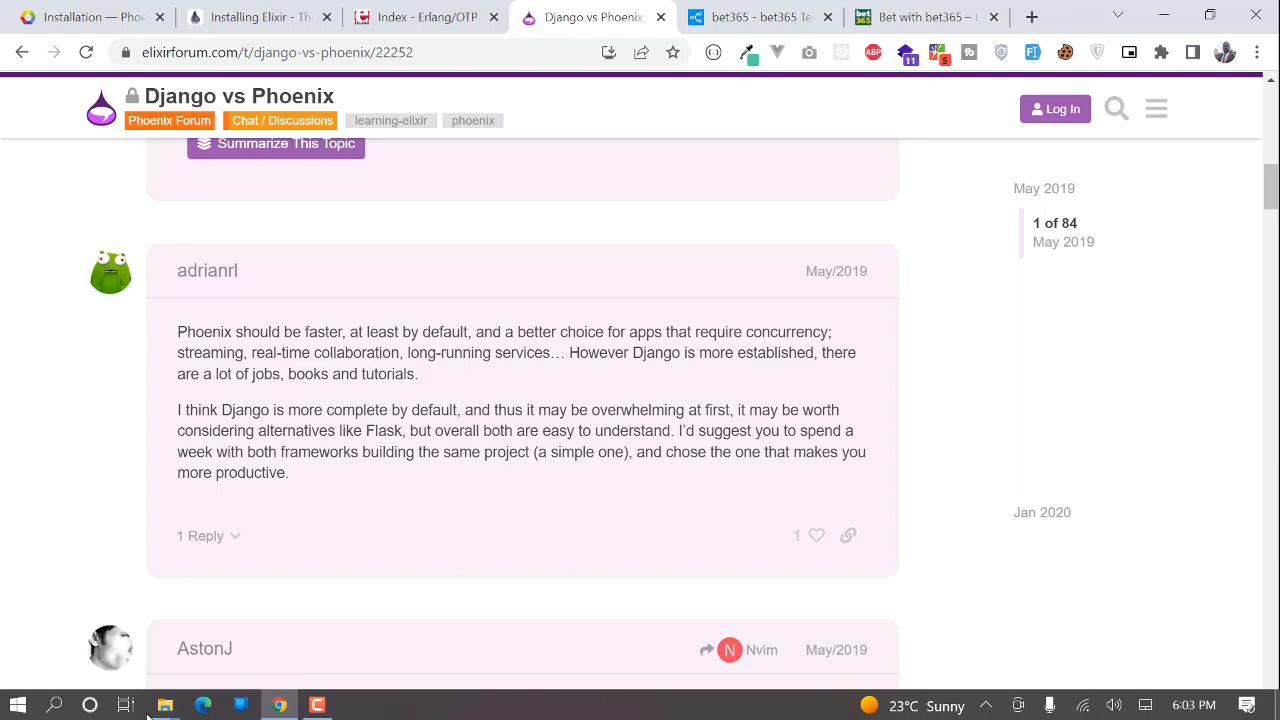 Installation — Phoe
Installing Elixir - The
Index - Erlang/OTP
Django vs Phoenix
bet365 - bet365 Te
Bet with bet365 – L
elixirforum.com/t/django-vs-phoenix/22252
ABP
11
5
tb
Django vs Phoenix
Phoenix Forum
Chat / Discussions
learning-elixir
phoenix
Log In
Summarize This Topic
May 2019
1 of 84
May 2019
Jan 2020
adrianrl
May/2019
Phoenix should be faster, at least by default, and a better choice for apps that require concurrency;
streaming, real-time collaboration, long-running services… However Django is more established, there
are a lot of jobs, books and tutorials.
I think Django is more complete by default, and thus it may be overwhelming at first, it may be worth
considering alternatives like Flask, but overall both are easy to understand. I'd suggest you to spend a
week with both frameworks building the same project (a simple one), and chose the one that makes you
more productive.
1 Reply
1
AstonJ
N Nvim
May/2019
23°C Sunny
6:03 PM